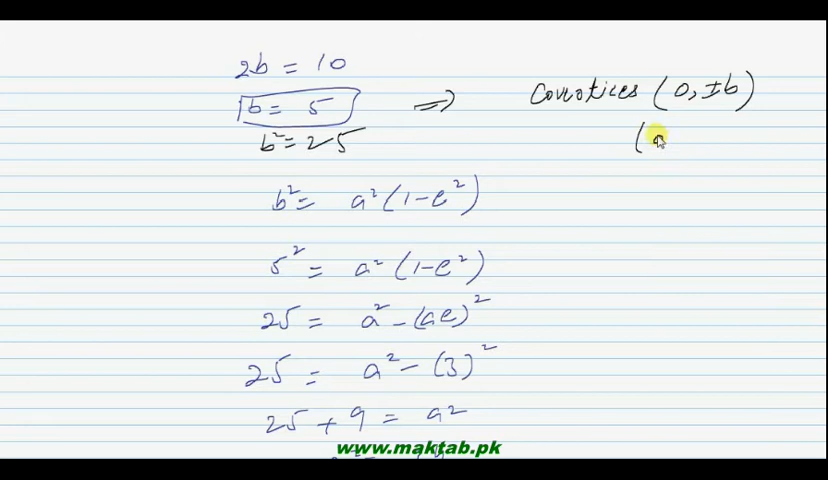 2b = 10
b = 5 ⇒ Covertices (0, ±b)
b² = 25 (
b² = a²(1-e²)
5² = a²(1-e²)
25 = a² - (ae)²
25 = a² - (3)²
25 + 9 = a²
www.maktab.pk